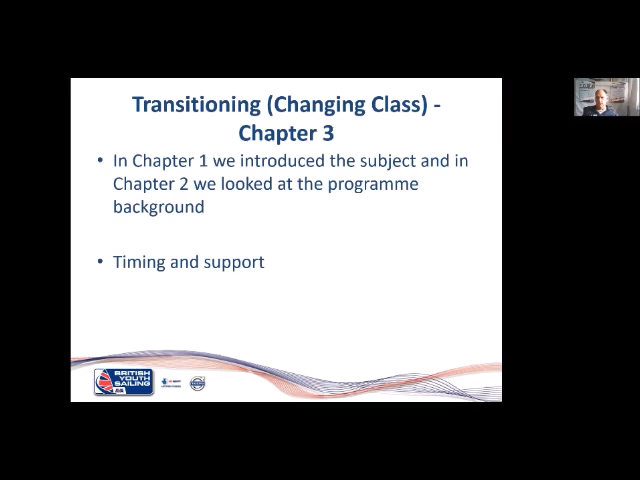 Transitioning (Changing Class) -
Chapter 3
• In Chapter 1 we introduced the subject and in
Chapter 2 we looked at the programme
background
• Timing and support
BRITISH
YOUTH
SAILING